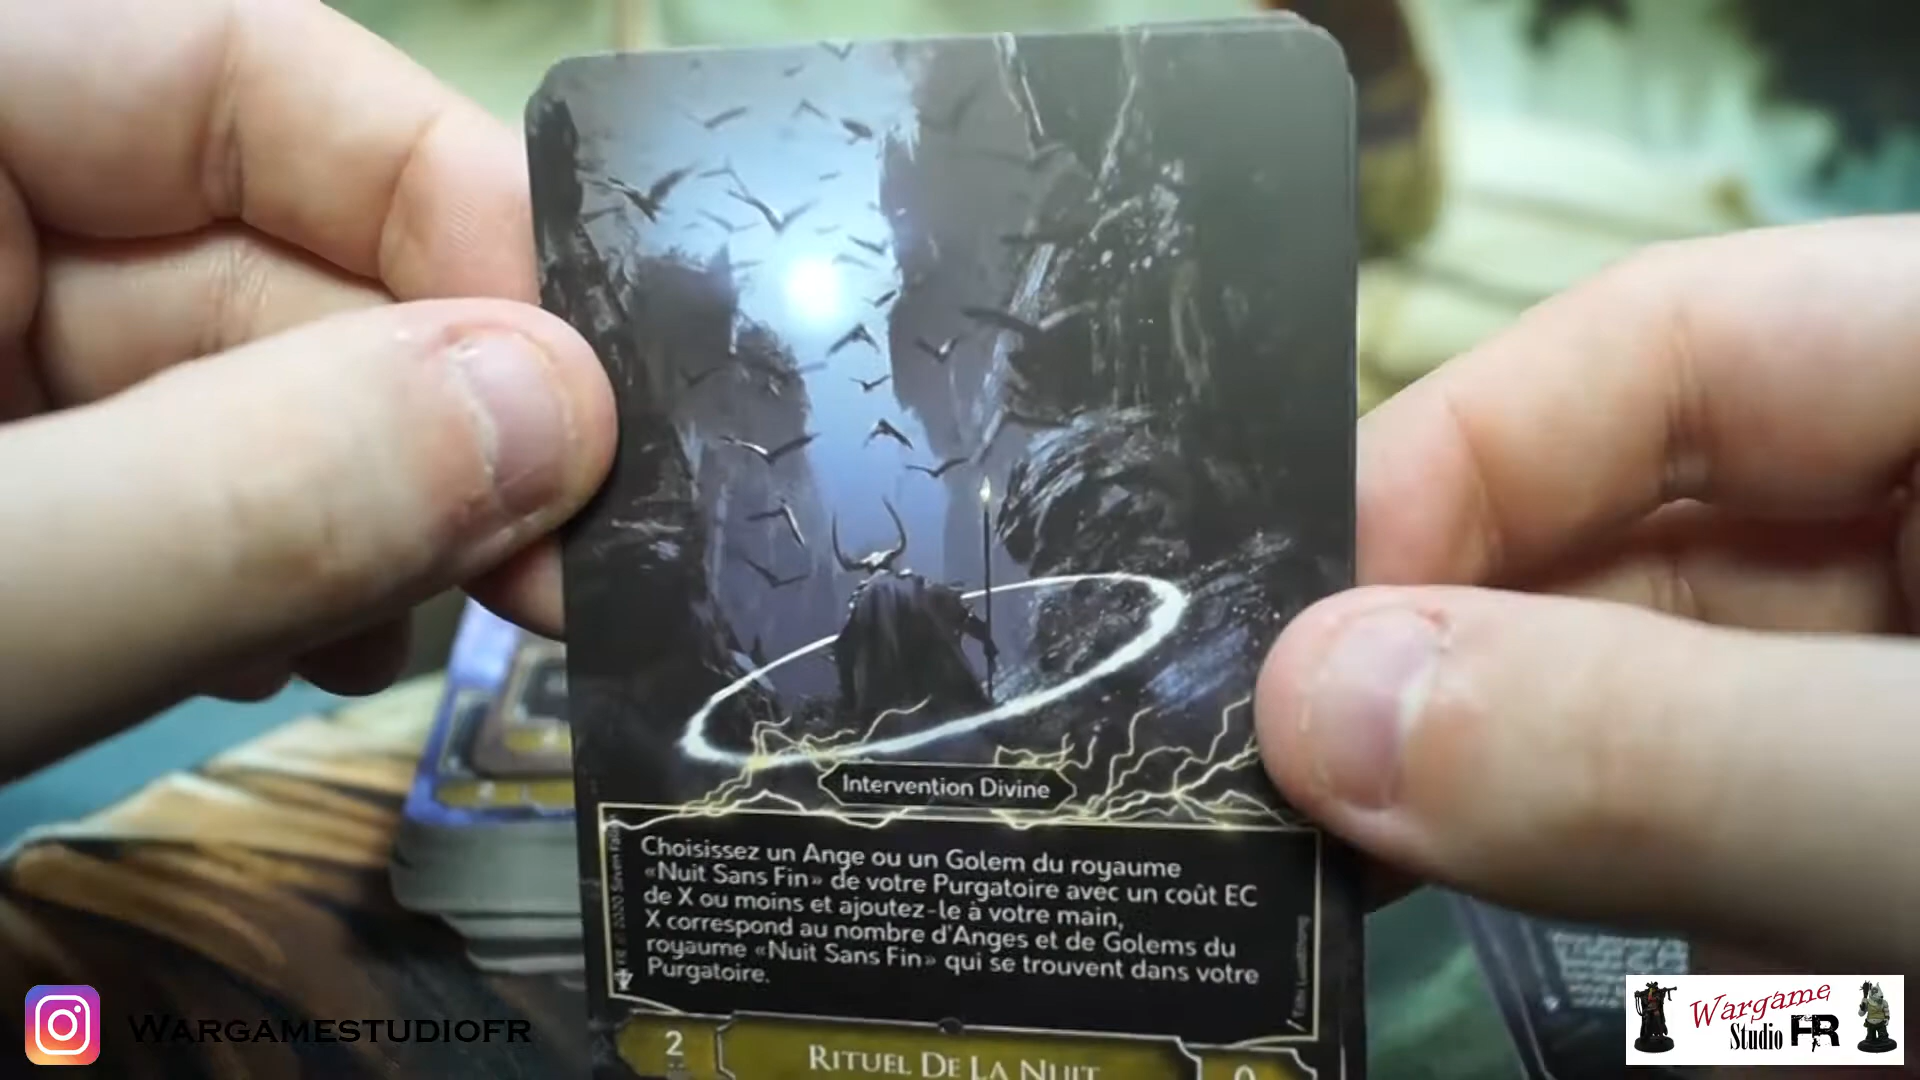 Intervention Divine
Choisissez un Ange ou un Golem du royaume
«Nuit Sans Fin» de votre Purgatoire avec un coût EC
de X ou moins et ajoutez-le à votre main,
X correspond au nombre d'Anges et de Golems du
royaume «Nuit Sans Fin» qui se trouvent dans votre
Purgatoire.
2
RITUEL DE LA NUIT
0
WARGAMESTUDIOFR
Wargame
Studio FR